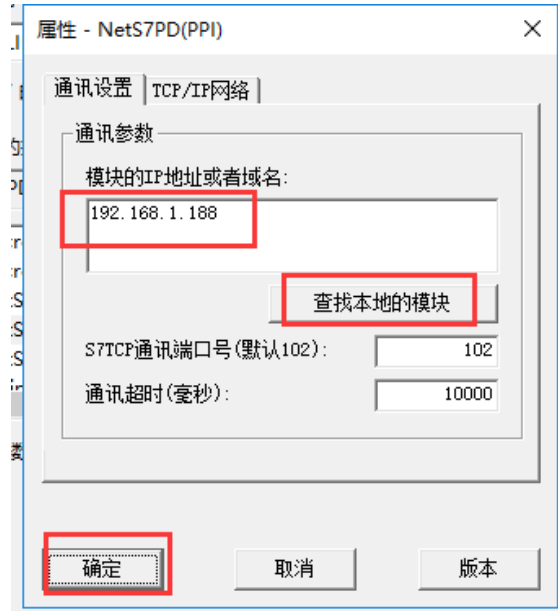 属性 - NetS7PD(PPI)
通讯设置 TCP/IP网络
通讯参数
模块的IP地址或者域名:
192.168.1.188
查找本地的模块
S7TCP通讯端口号(默认102): 102
通讯超时(毫秒): 10000
确定 取消 版本